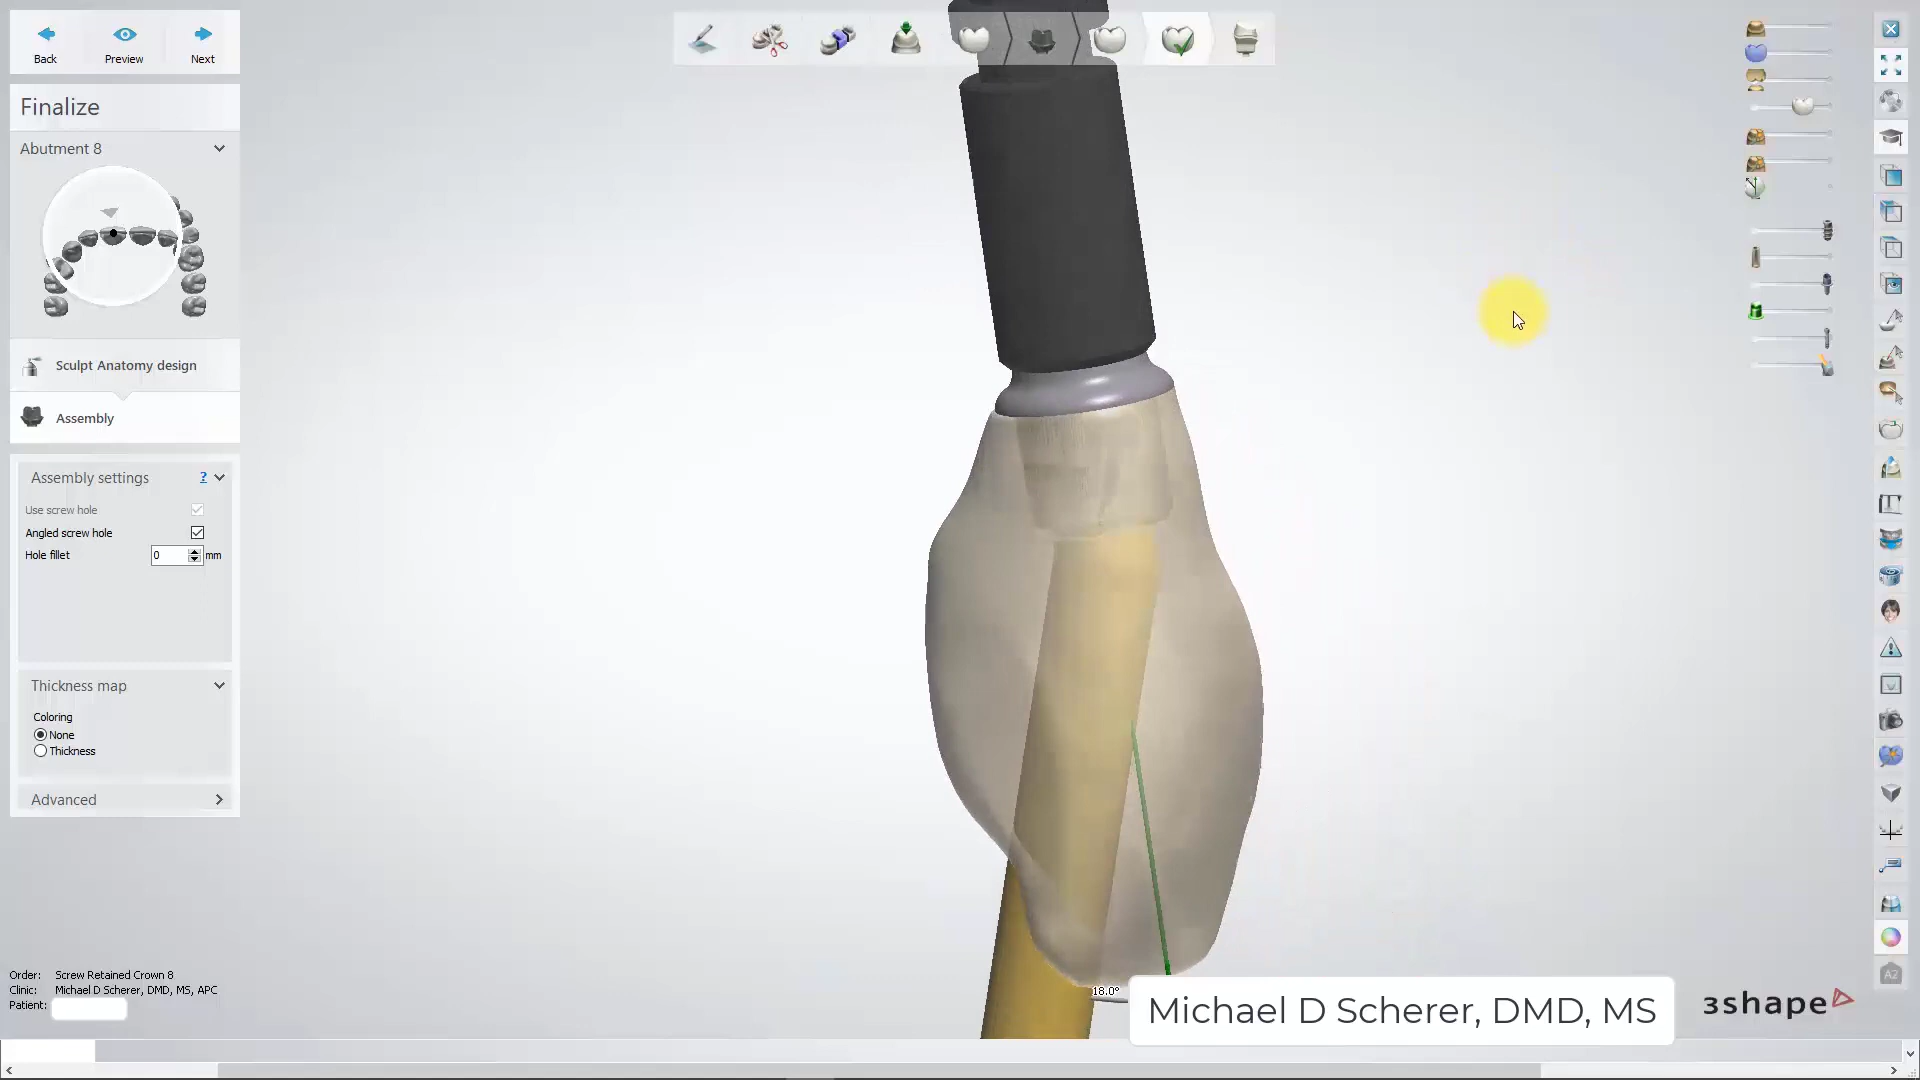 Back
Preview
Next
Finalize
Abutment 8
Sculpt Anatomy design
Assembly
Assembly settings ?
Use screw hole
Angled screw hole
Hole fillet 0 mm
Thickness map
Coloring
None
Thickness
Advanced
Order: Screw Retained Crown 8
Clinic: Michael D Scherer, DMD, MS, APC
Patient:
18.0°
Michael D Scherer, DMD, MS
3shape
A2